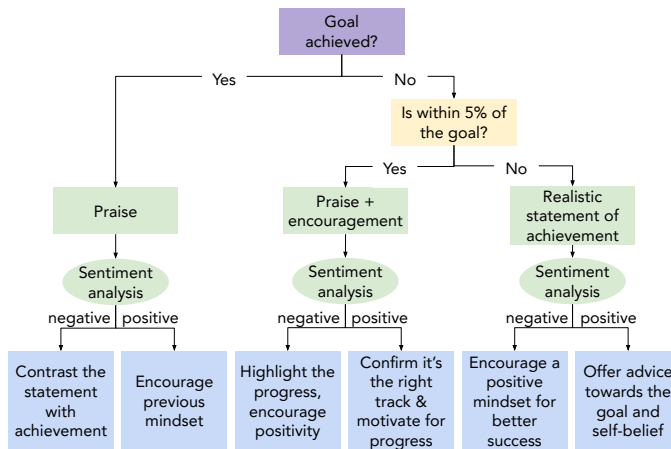 Goal
achieved?
Yes
No
Is within 5% of
the goal?
Yes
No
Praise
Praise +
encouragement
Realistic
statement of
achievement
Sentiment
analysis
Sentiment
analysis
Sentiment
analysis
negative
positive
negative
positive
negative
positive
Contrast the
statement
with
achievement
Encourage
previous
mindset
Highlight the
progress,
encourage
positivity
Confirm it's
the right
track &
motivate for
progress
Encourage a
positive
mindset for
better
success
Offer advice
towards the
goal and
self-belief